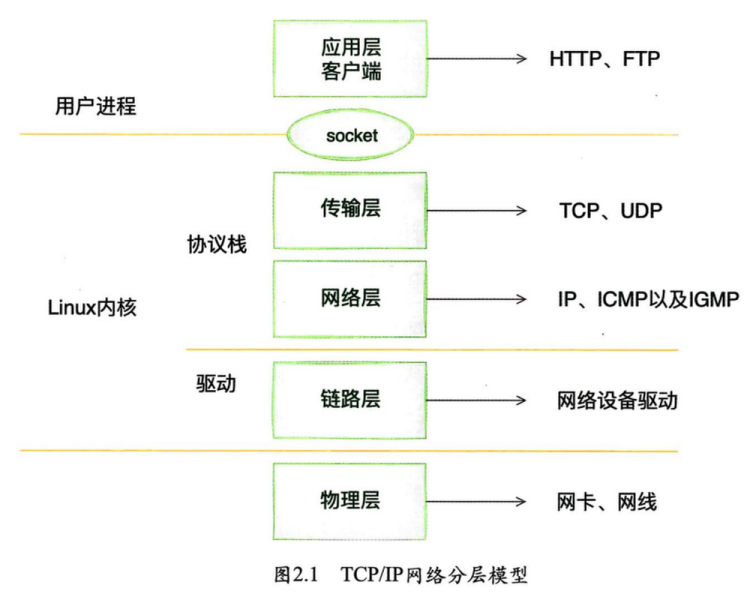 应用层
客户端
HTTP、FTP
用户进程
socket
传输层
TCP、UDP
协议栈
网络层
IP、ICMP以及IGMP
Linux内核
驱动
链路层
网络设备驱动
物理层
网卡、网线
图2.1 TCP/IP网络分层模型